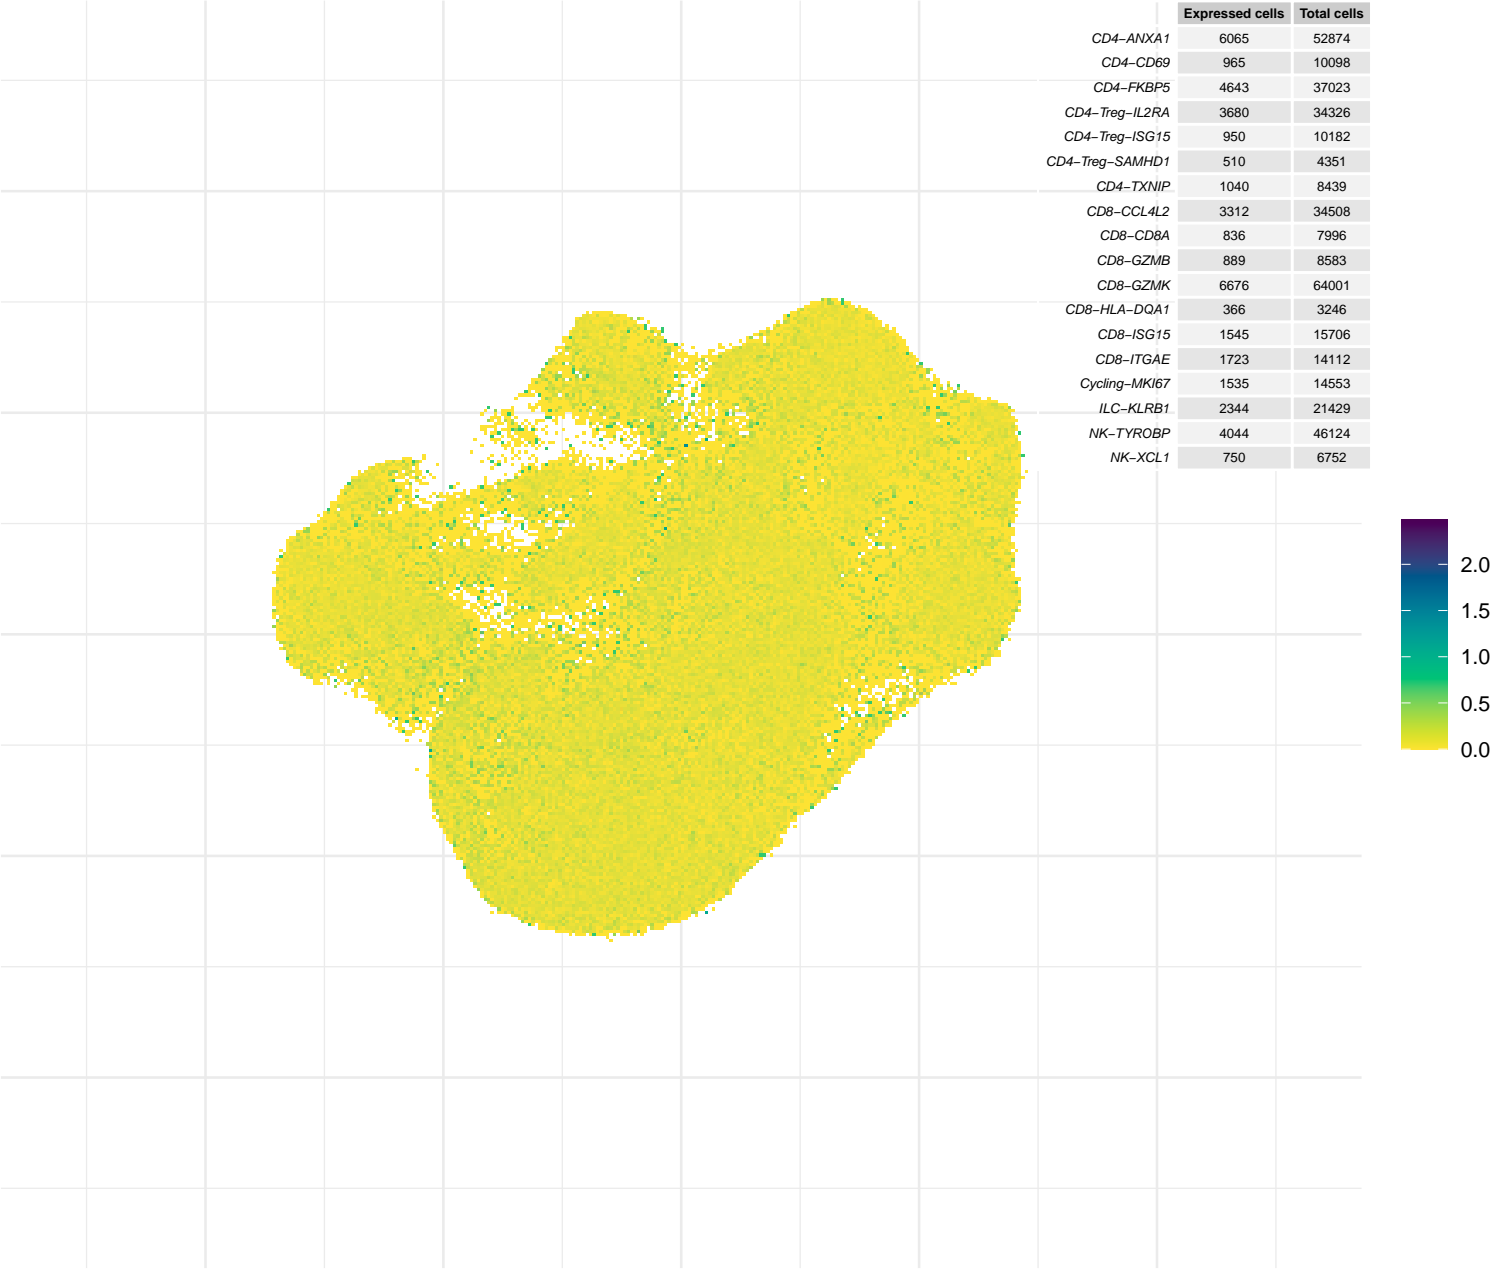 Expressed cells Total cells
CD4−ANXA1 6065 52874
CD4−CD69 965 10098
CD4−FKBP5 4643 37023
CD4−Treg−IL2RA 3680 34326
CD4−Treg−ISG15 950 10182
CD4−Treg−SAMHD1 510 4351
CD4−TXNIP 1040 8439
CD8−CCL4L2 3312 34508
CD8−CD8A 836 7996
CD8−GZMB 889 8583
CD8−GZMK 6676 64001
CD8−HLA−DQA1 366 3246
CD8−ISG15 1545 15706
CD8−ITGAE 1723 14112
Cycling−MKI67 1535 14553
ILC−KLRB1 2344 21429
NK−TYROBP 4044 46124
NK−XCL1 750 6752
2.0
1.5
1.0
0.5
0.0